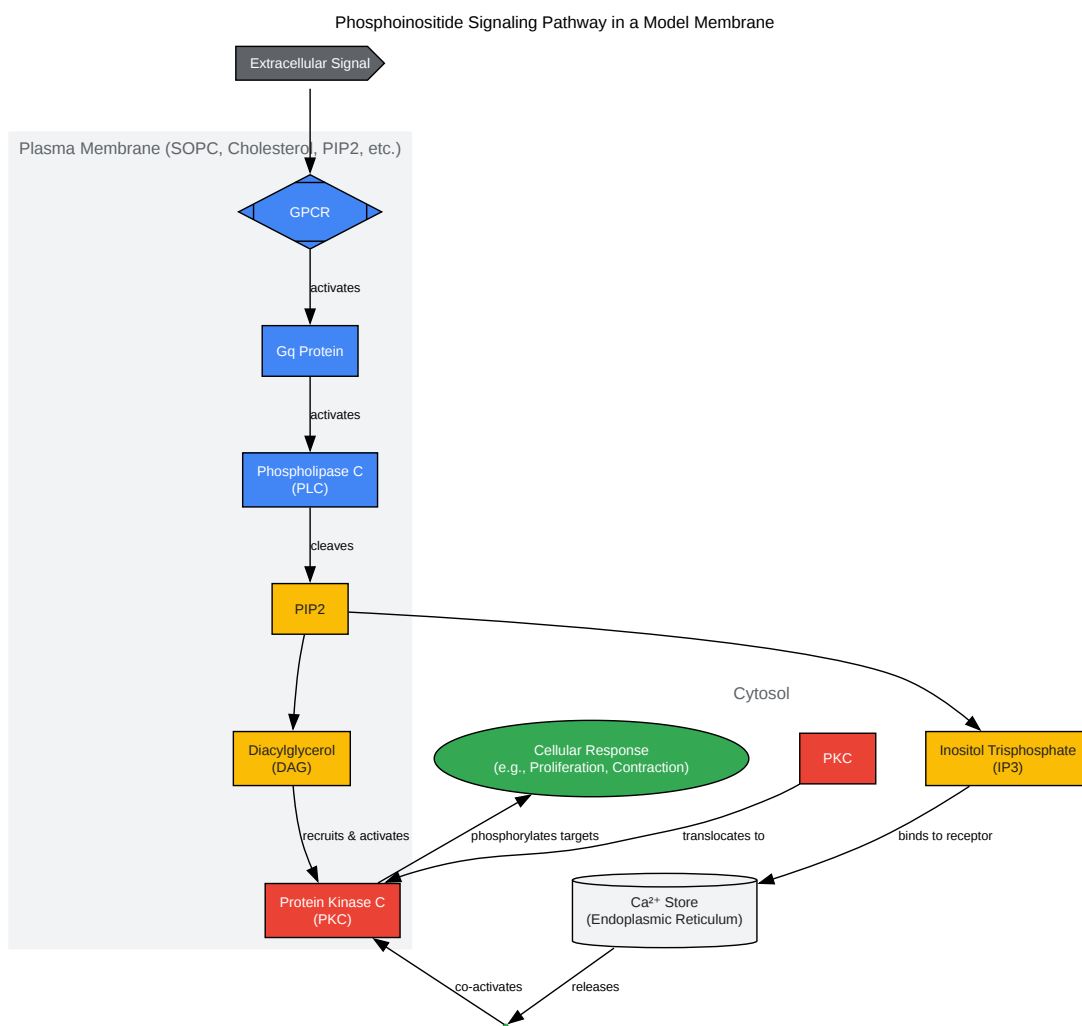 Phosphoinositide Signaling Pathway in a Model Membrane
Extracellular Signal
Plasma Membrane (SOPC, Cholesterol, PIP2, etc.)
GPCR
activates
Gq Protein
activates
Phospholipase C
(PLC)
cleaves
PIP2
Cytosol
Diacylglycerol
(DAG)
Cellular Response
(e.g., Proliferation, Contraction)
PKC
Inositol Trisphosphate
(IP3)
recruits & activates
phosphorylates targets
translocates to
binds to receptor
Protein Kinase C
(PKC)
Ca²⁺ Store
(Endoplasmic Reticulum)
co-activates
releases